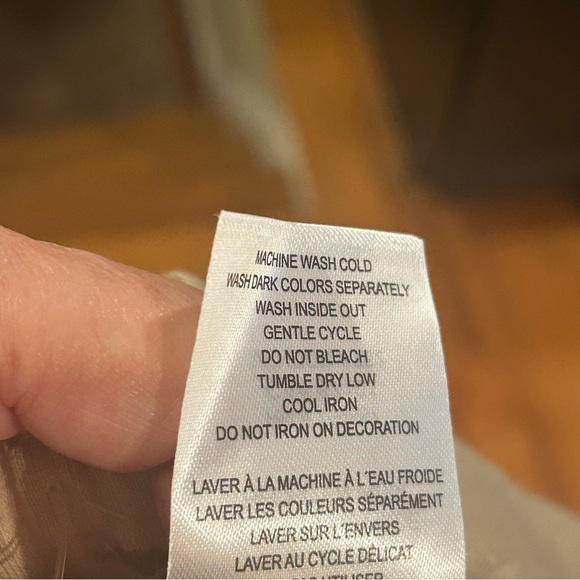 MACHINE WASH COLD
WASH DARK COLORS SEPARATELY
WASH INSIDE OUT
GENTLE CYCLE
DO NOT BLEACH
TUMBLE DRY LOW
COOL IRON
DO NOT IRON ON DECORATION
LAVER À LA MACHINE À L´EAU FROIDE
LAVER LES COULEURS SÉPARÉMENT
LAVER SUR L´ENVERS
LAVER AU CYCLE DÉLICAT
UTILISER